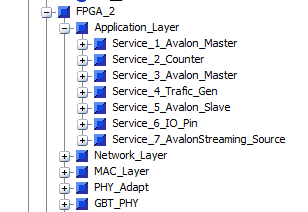 FPGA_2
Application_Layer
Service_1_Avalon_Master
Service_2_Counter
Service_3_Avalon_Master
Service_4_Trafic_Gen
Service_5_Avalon_Slave
Service_6_IO_Pin
Service_7_AvalonStreaming_Source
Network_Layer
MAC_Layer
PHY_Adapt
GBT_PHY